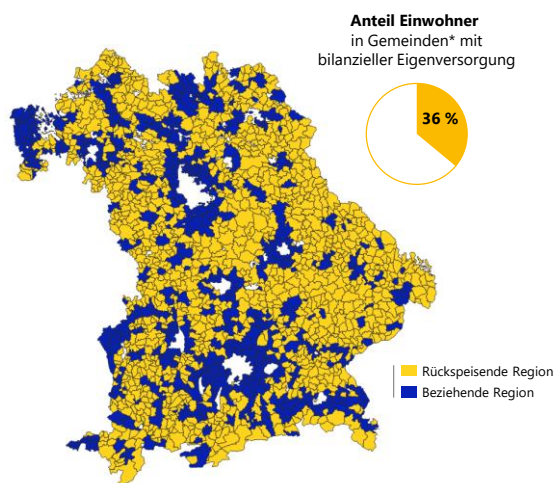 Anteil Einwohner
in Gemeinden* mit
bilanzieller Eigenversorgung
36 %
Rückspeisende Region
Beziehende Region